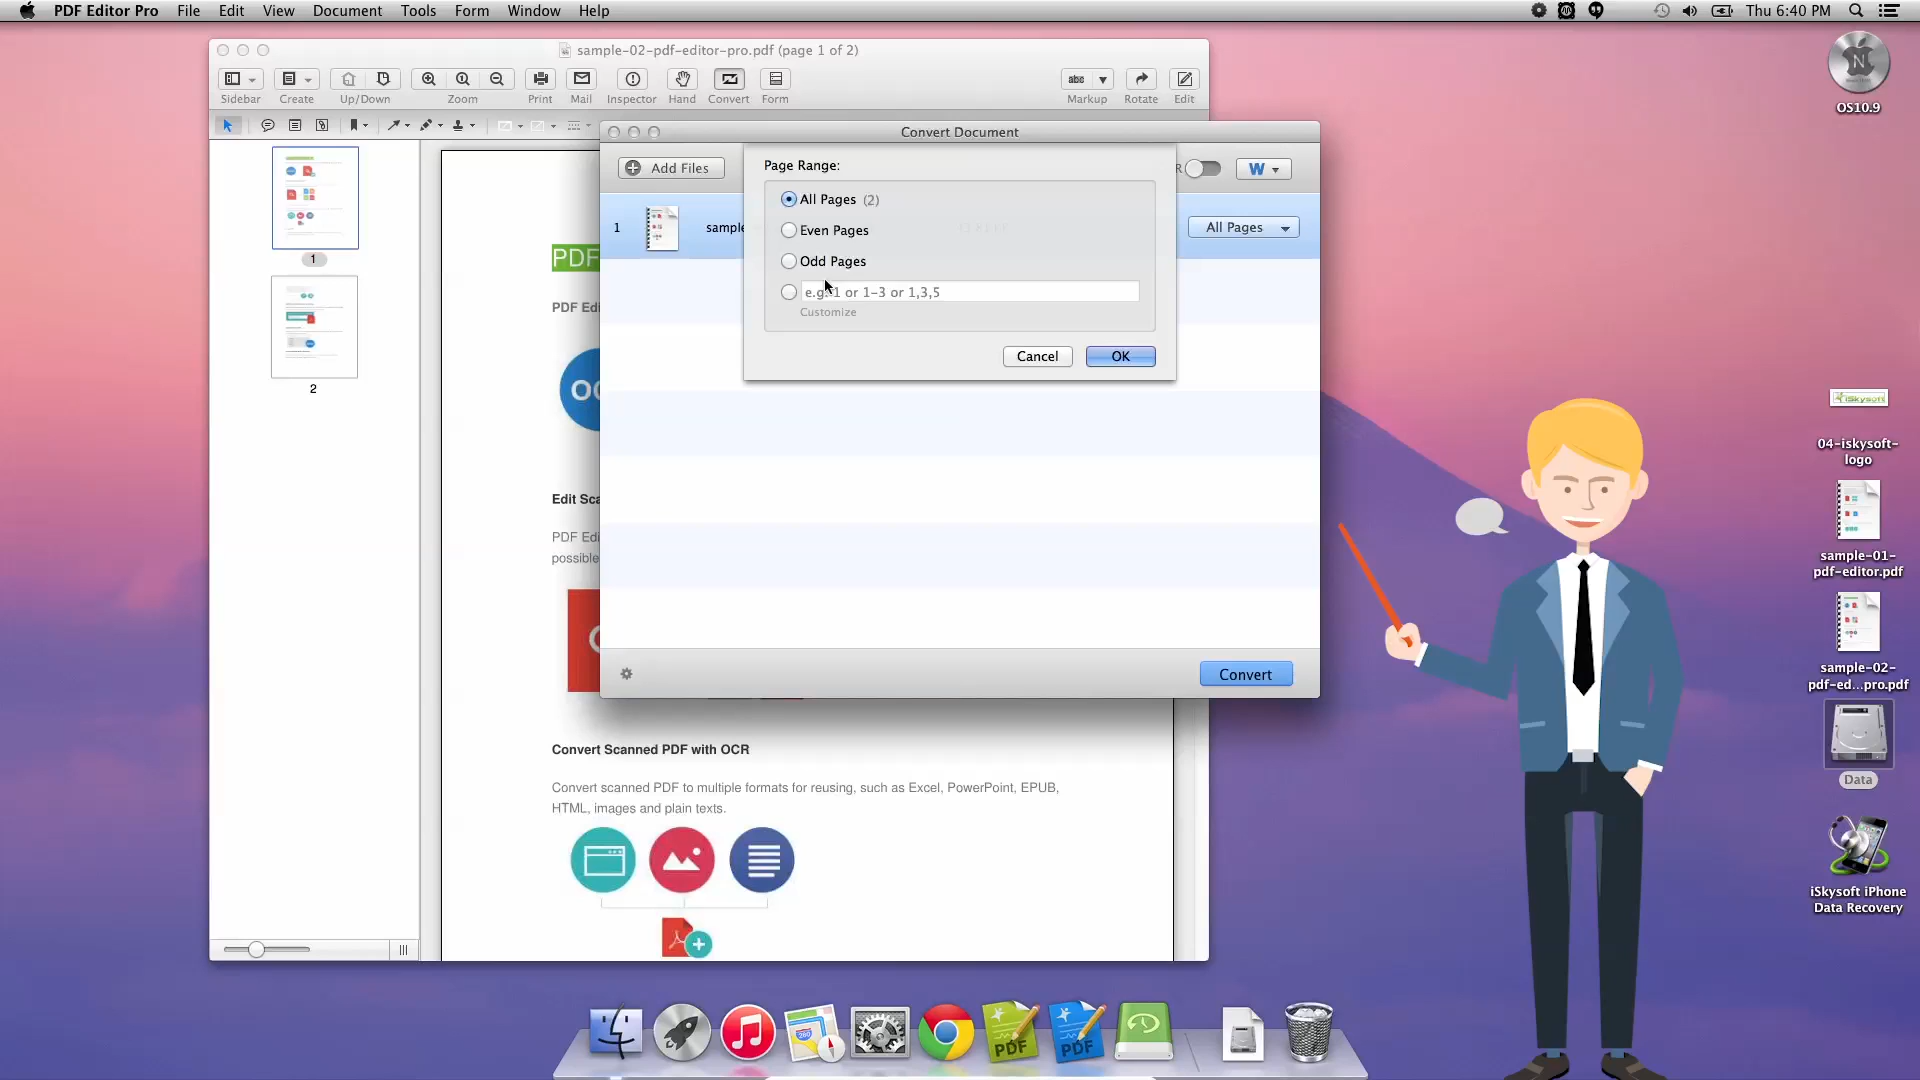 PDF Editor Pro File Edit View Document Tools Form Window Help Thu 6:40 PM
sample-02-pdf-editor-pro.pdf (page 1 of 2)
abc
Sidebar Create Up/Down Zoom Print Mail Inspector Hand Convert Form Markup Rotate Edit
Convert Document
Add Files
R
W
Page Range:
All Pages (2)
Even Pages
Odd Pages
e.g. 1 or 1-3 or 1,3,5
Customize
Cancel OK
1 sample
All Pages
Convert
1
2
PDF
PDF Edi
OC
Edit Sca
PDF Edi
possible
Convert Scanned PDF with OCR
Convert scanned PDF to multiple formats for reusing, such as Excel, PowerPoint, EPUB,
HTML, images and plain texts.
N
OS10.9
iSkysoft
04-iskysoft-
logo
sample-01-
pdf-editor.pdf
sample-02-
pdf-ed...pro.pdf
Data
iSkysoft iPhone
Data Recovery
280
PDF
PDF